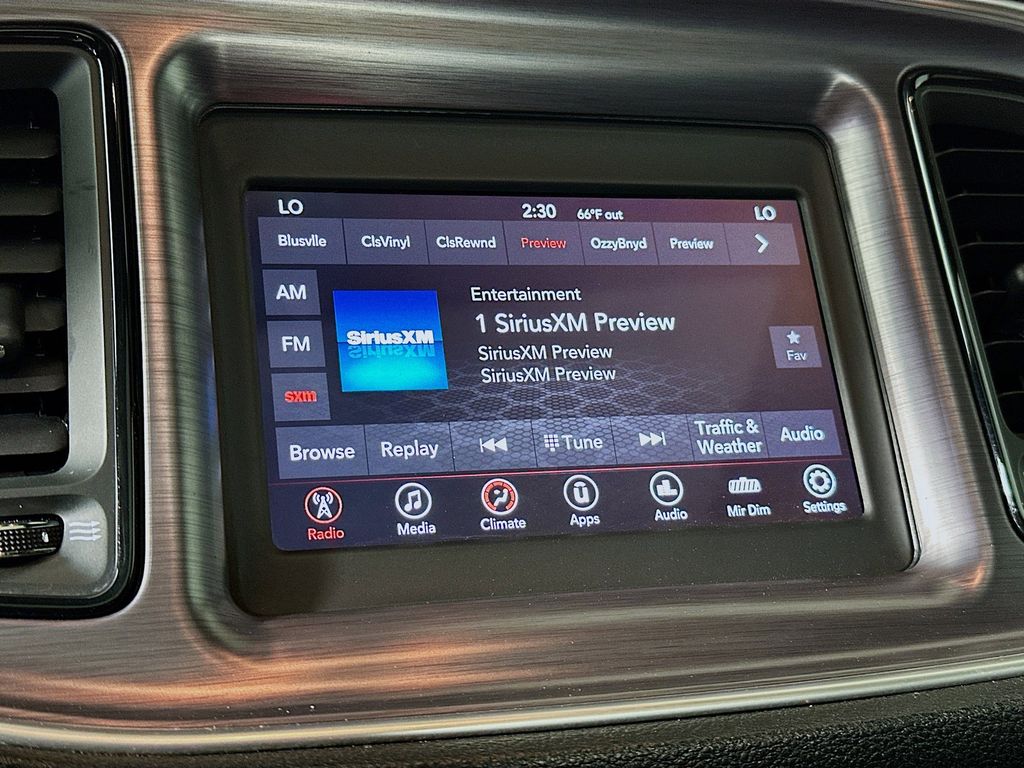 LO 2:30 66°F out LO
Blusvlle ClsVinyl ClsRewnd Preview OzzyBnyd Preview
AM
FM
sxm
SiriusXM
Entertainment
1 SiriusXM Preview
SiriusXM Preview
SiriusXM Preview
Fav
Browse Replay Tune Traffic & Weather Audio
Radio Media Climate Apps Audio Mir Dim Settings